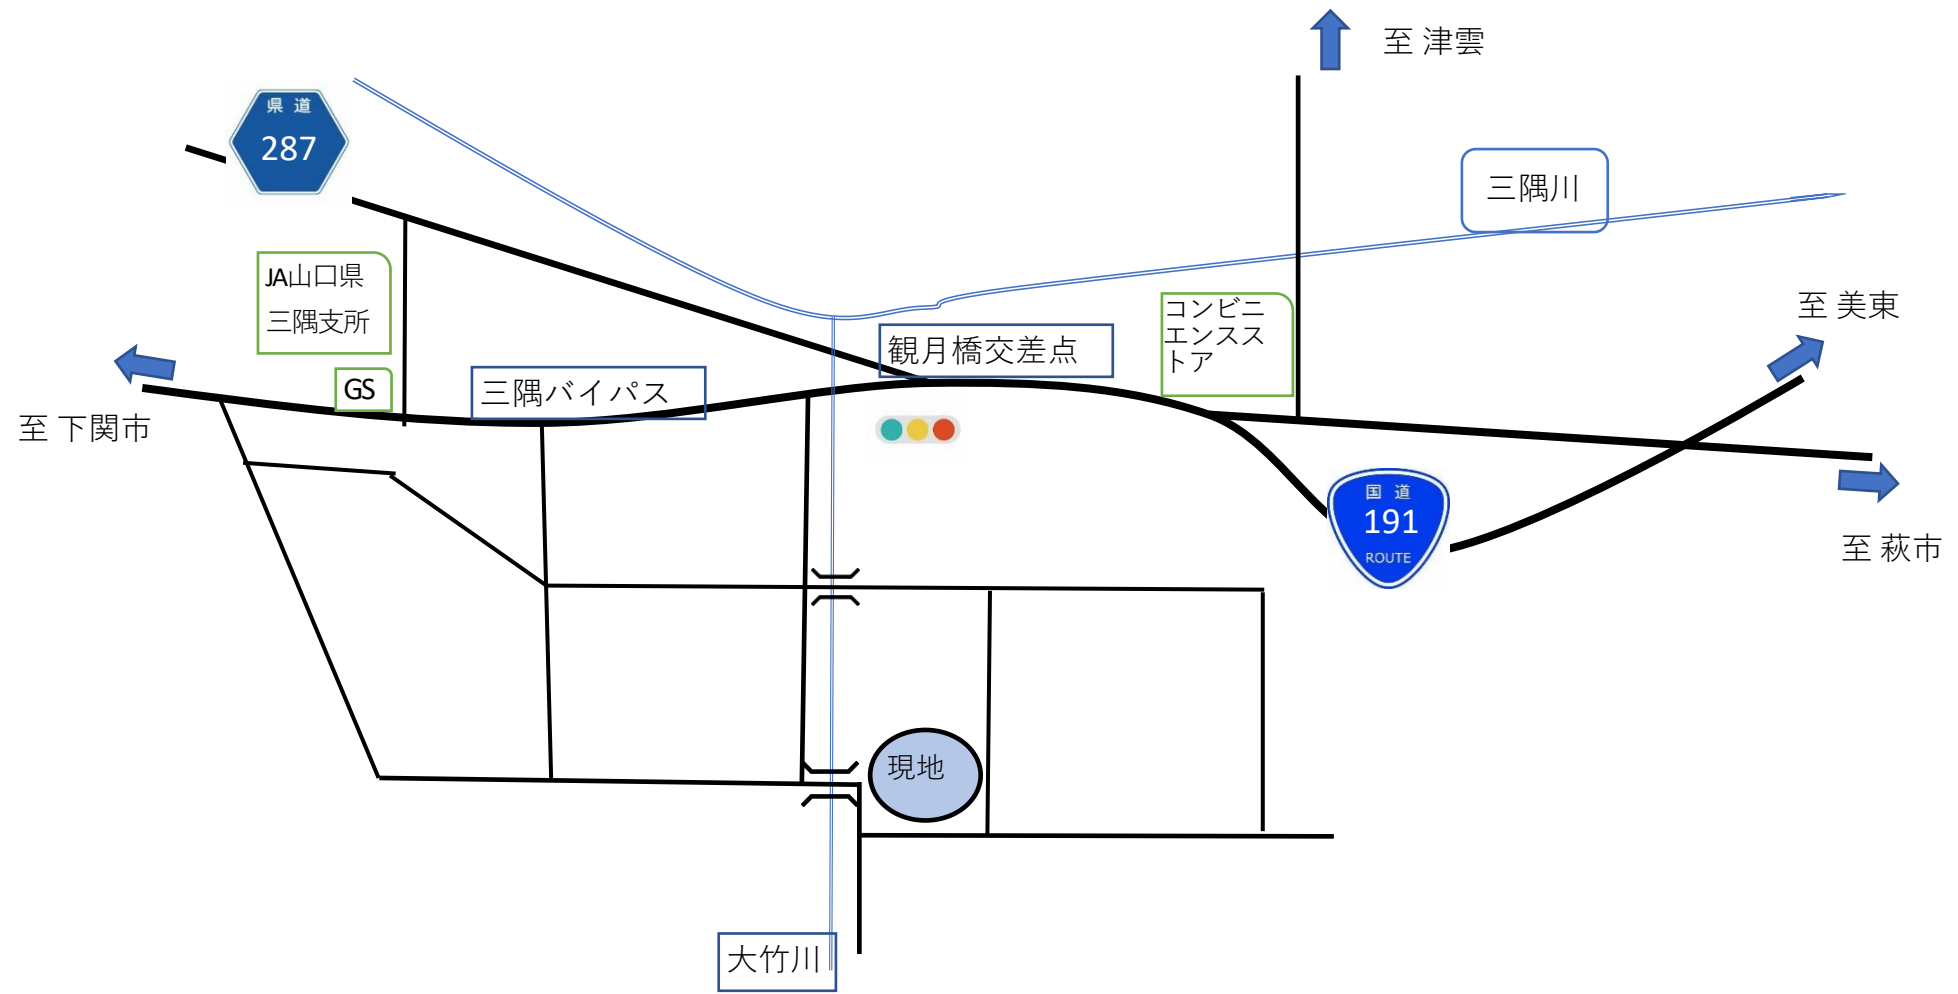 至 津雲
県 道
287
三隅川
JA山口県
三隅支所
コンビニ
エンスス
トア
至 美東
観月橋交差点
GS
三隅バイパス
至 下関市
国 道
191
ROUTE
至 萩市
現地
大竹川